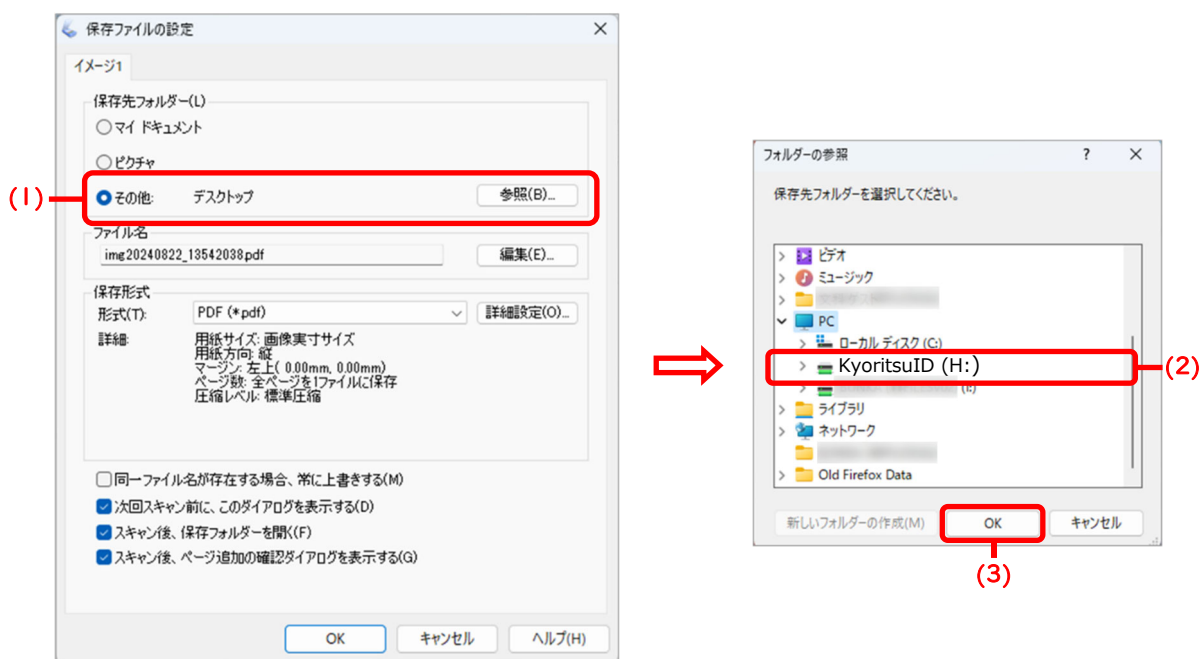 保存ファイルの設定
イメージ1
保存先フォルダー(L)
マイ ドキュメント
ピクチャ
(1)
その他: デスクトップ 参照(B)...
ファイル名
img20240822_13542038.pdf 編集(E)...
保存形式
形式(T): PDF (*.pdf) 詳細設定(O)...
詳細: 用紙サイズ: 画像実寸サイズ
用紙方向: 縦
マージン: 左上( 0.00mm, 0.00mm)
ページ数: 全ページを1ファイルに保存
圧縮レベル: 標準圧縮
同一ファイル名が存在する場合、常に上書きする(M)
次回スキャン前に、このダイアログを表示する(D)
スキャン後、保存フォルダーを開く(F)
スキャン後、ページ追加の確認ダイアログを表示する(G)
OK キャンセル ヘルプ(H)
フォルダーの参照 ?
保存先フォルダーを選択してください。
ビデオ
ミュージック
PC
ローカル ディスク (C:)
KyoritsuID (H:)
(2)
ライブラリ
ネットワーク
Old Firefox Data
新しいフォルダーの作成(M) OK キャンセル
(3)